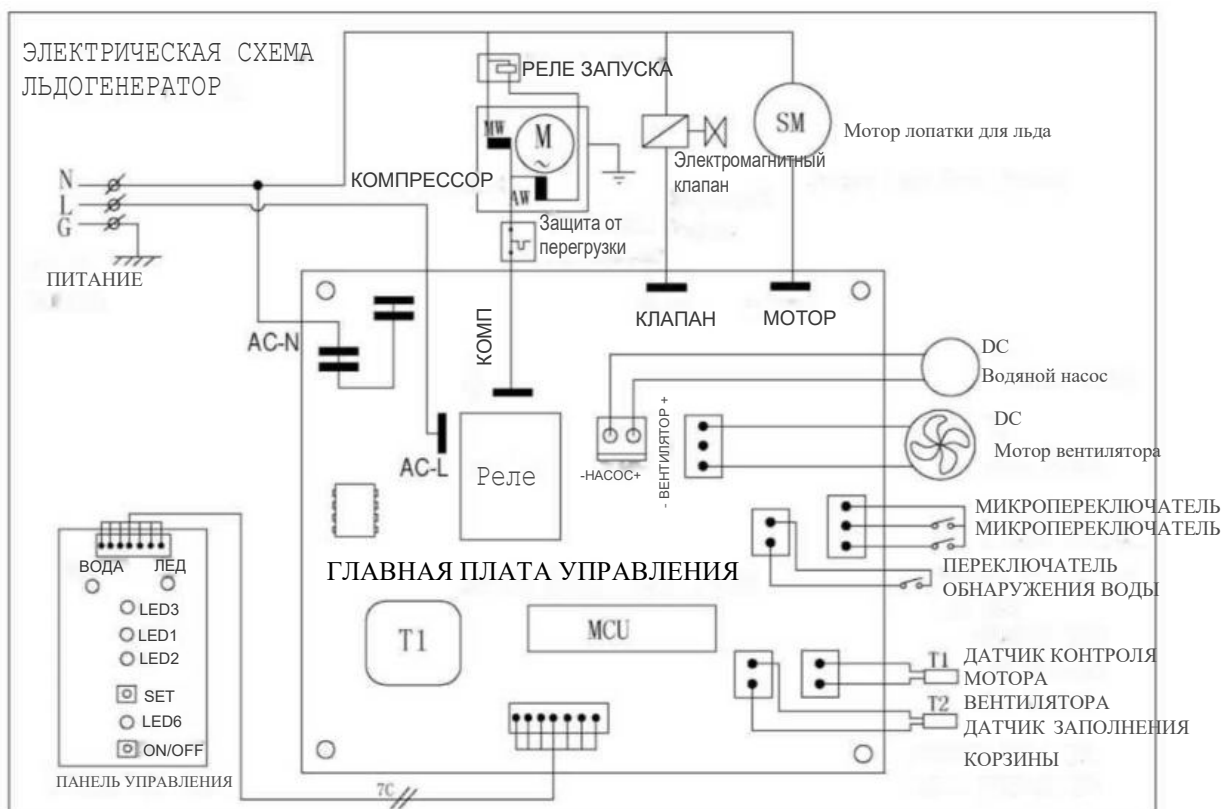 ЭЛЕКТРИЧЕСКАЯ СХЕМА
ЛЬДОГЕНЕРАТОР
РЕЛЕ ЗАПУСКА
MW
M
~
AW
SM
Мотор лопатки для льда
Электромагнитный
клапан
КОМПРЕССОР
N
L
G
ПИТАНИЕ
Защита от
перегрузки
AC-N
КОМП
КЛАПАН
МОТОР
DC
Водяной насос
DC
Мотор вентилятора
AC-L
Реле
-НАСОС+
- ВЕНТИЛЯТОР +
МИКРОПЕРЕКЛЮЧАТЕЛЬ
МИКРОПЕРЕКЛЮЧАТЕЛЬ
ПЕРЕКЛЮЧАТЕЛЬ
ОБНАРУЖЕНИЯ ВОДЫ
ГЛАВНАЯ ПЛАТА УПРАВЛЕНИЯ
T1
MCU
T1
ДАТЧИК КОНТРОЛЯ
МОТОРА
T2
ВЕНТИЛЯТОРА
ДАТЧИК ЗАПОЛНЕНИЯ
КОРЗИНЫ
ВОДА
ЛЕД
LED3
LED1
LED2
SET
LED6
ON/OFF
ПАНЕЛЬ УПРАВЛЕНИЯ
7C